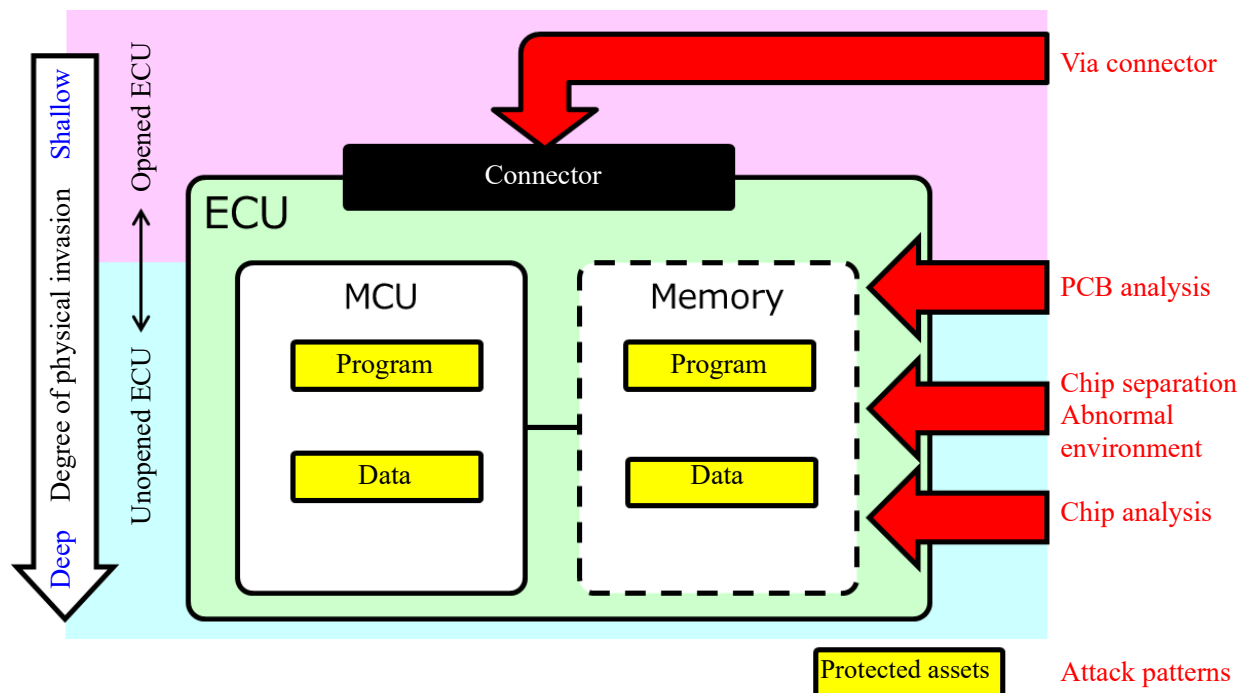 Via connector
Shallow
Opened ECU
Connector
ECU
Degree of physical invasion
MCU
Memory
PCB analysis
Program
Program
Chip separation
Abnormal
environment
Unopened ECU
Data
Data
Chip analysis
Deep
Protected assets
Attack patterns